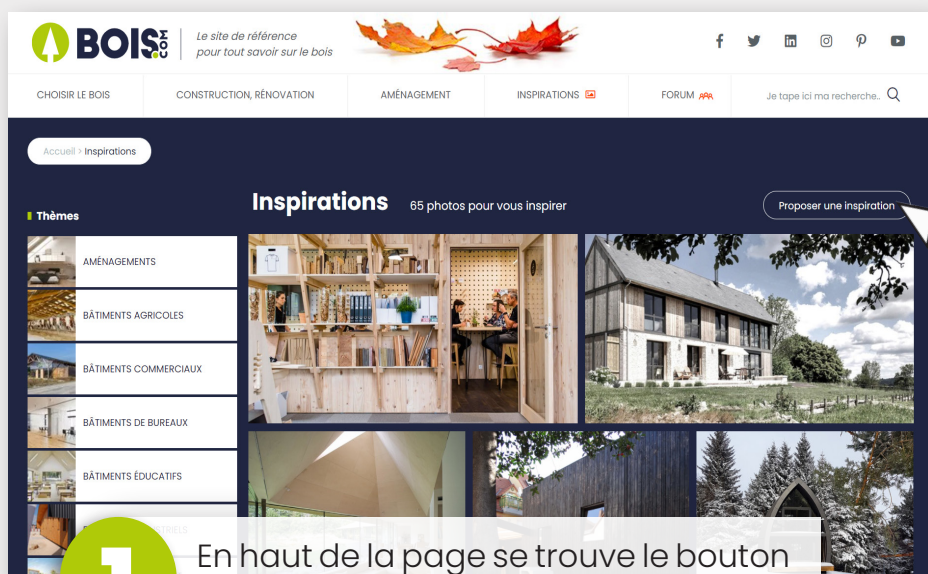 BOIS.COM
Le site de référence
pour tout savoir sur le bois
CHOISIR LE BOIS
CONSTRUCTION, RÉNOVATION
AMÉNAGEMENT
INSPIRATIONS
FORUM
Je tape ici ma recherche..
Accueil > Inspirations
Thèmes
Inspirations
65 photos pour vous inspirer
Proposer une inspiration
AMÉNAGEMENTS
BÂTIMENTS AGRICOLES
BÂTIMENTS COMMERCIAUX
BÂTIMENTS DE BUREAUX
BÂTIMENTS ÉDUCATIFS
1
En haut de la page se trouve le bouton